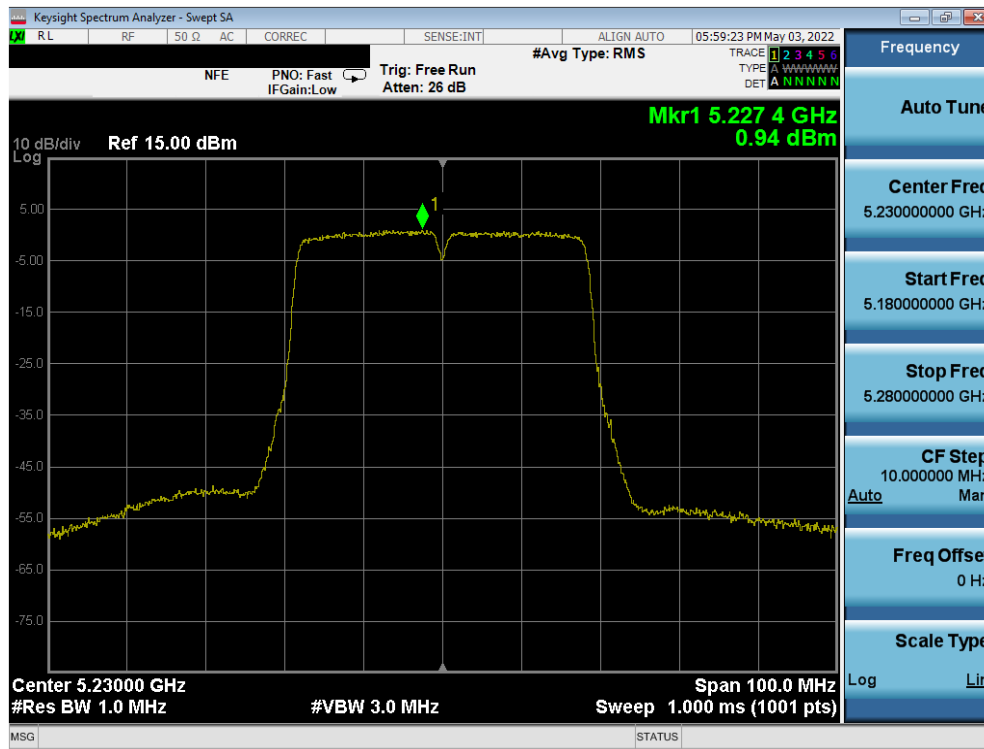 Keysight Spectrum Analyzer - Swept SA
LXI RL RF 50 Ω AC CORREC SENSE:INT ALIGN AUTO 05:59:23 PM May 03, 2022
#Avg Type: RMS
TRACE 1 2 3 4 5 6
TYPE A WWWWW
DET A N N N N N
NFE PNO: Fast Trig: Free Run
IFGain:Low Atten: 26 dB
Mkr1 5.227 4 GHz
0.94 dBm
10 dB/div Ref 15.00 dBm
Log
1
5.00
-5.00
-15.0
-25.0
-35.0
-45.0
-55.0
-65.0
-75.0
Center 5.23000 GHz Span 100.0 MHz
#Res BW 1.0 MHz #VBW 3.0 MHz Sweep 1.000 ms (1001 pts)
MSG STATUS
Frequency
Auto Tune
Center Freq
5.230000000 GHz
Start Freq
5.180000000 GHz
Stop Freq
5.280000000 GHz
CF Step
10.000000 MHz
Auto Man
Freq Offset
0 Hz
Scale Type
Log Lin